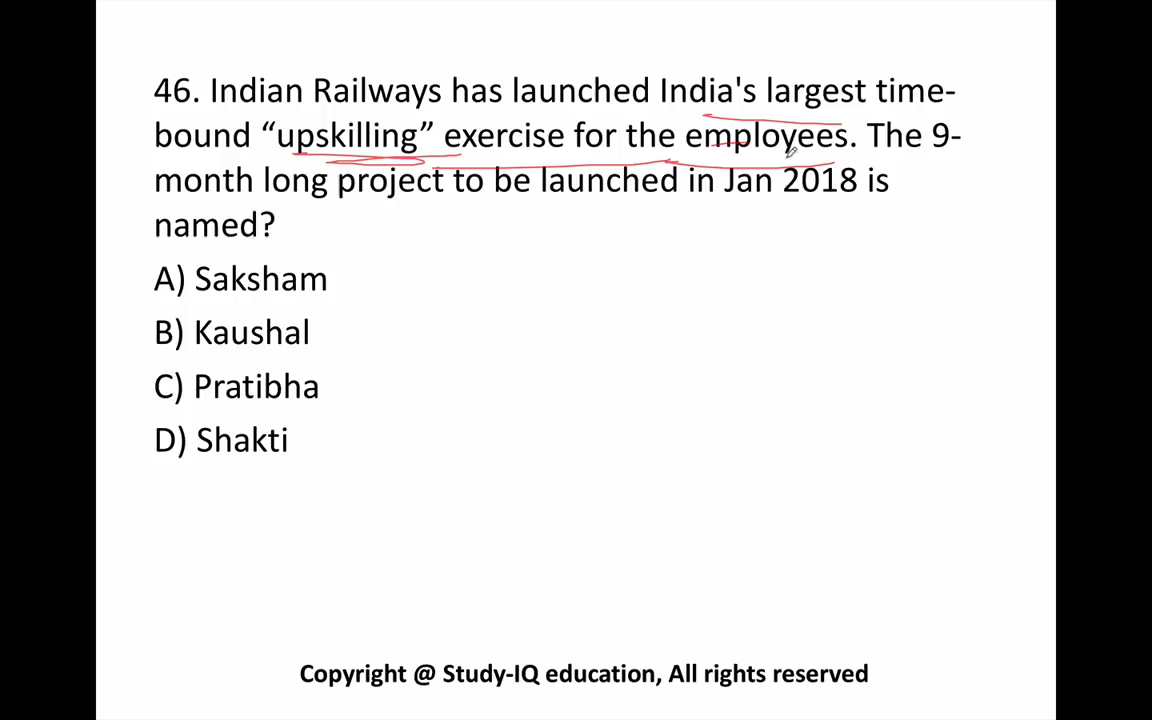 46. Indian Railways has launched India's largest time-
bound “upskilling” exercise for the employees. The 9-
month long project to be launched in Jan 2018 is
named?
A) Saksham
B) Kaushal
C) Pratibha
D) Shakti
Copyright @ Study-IQ education, All rights reserved